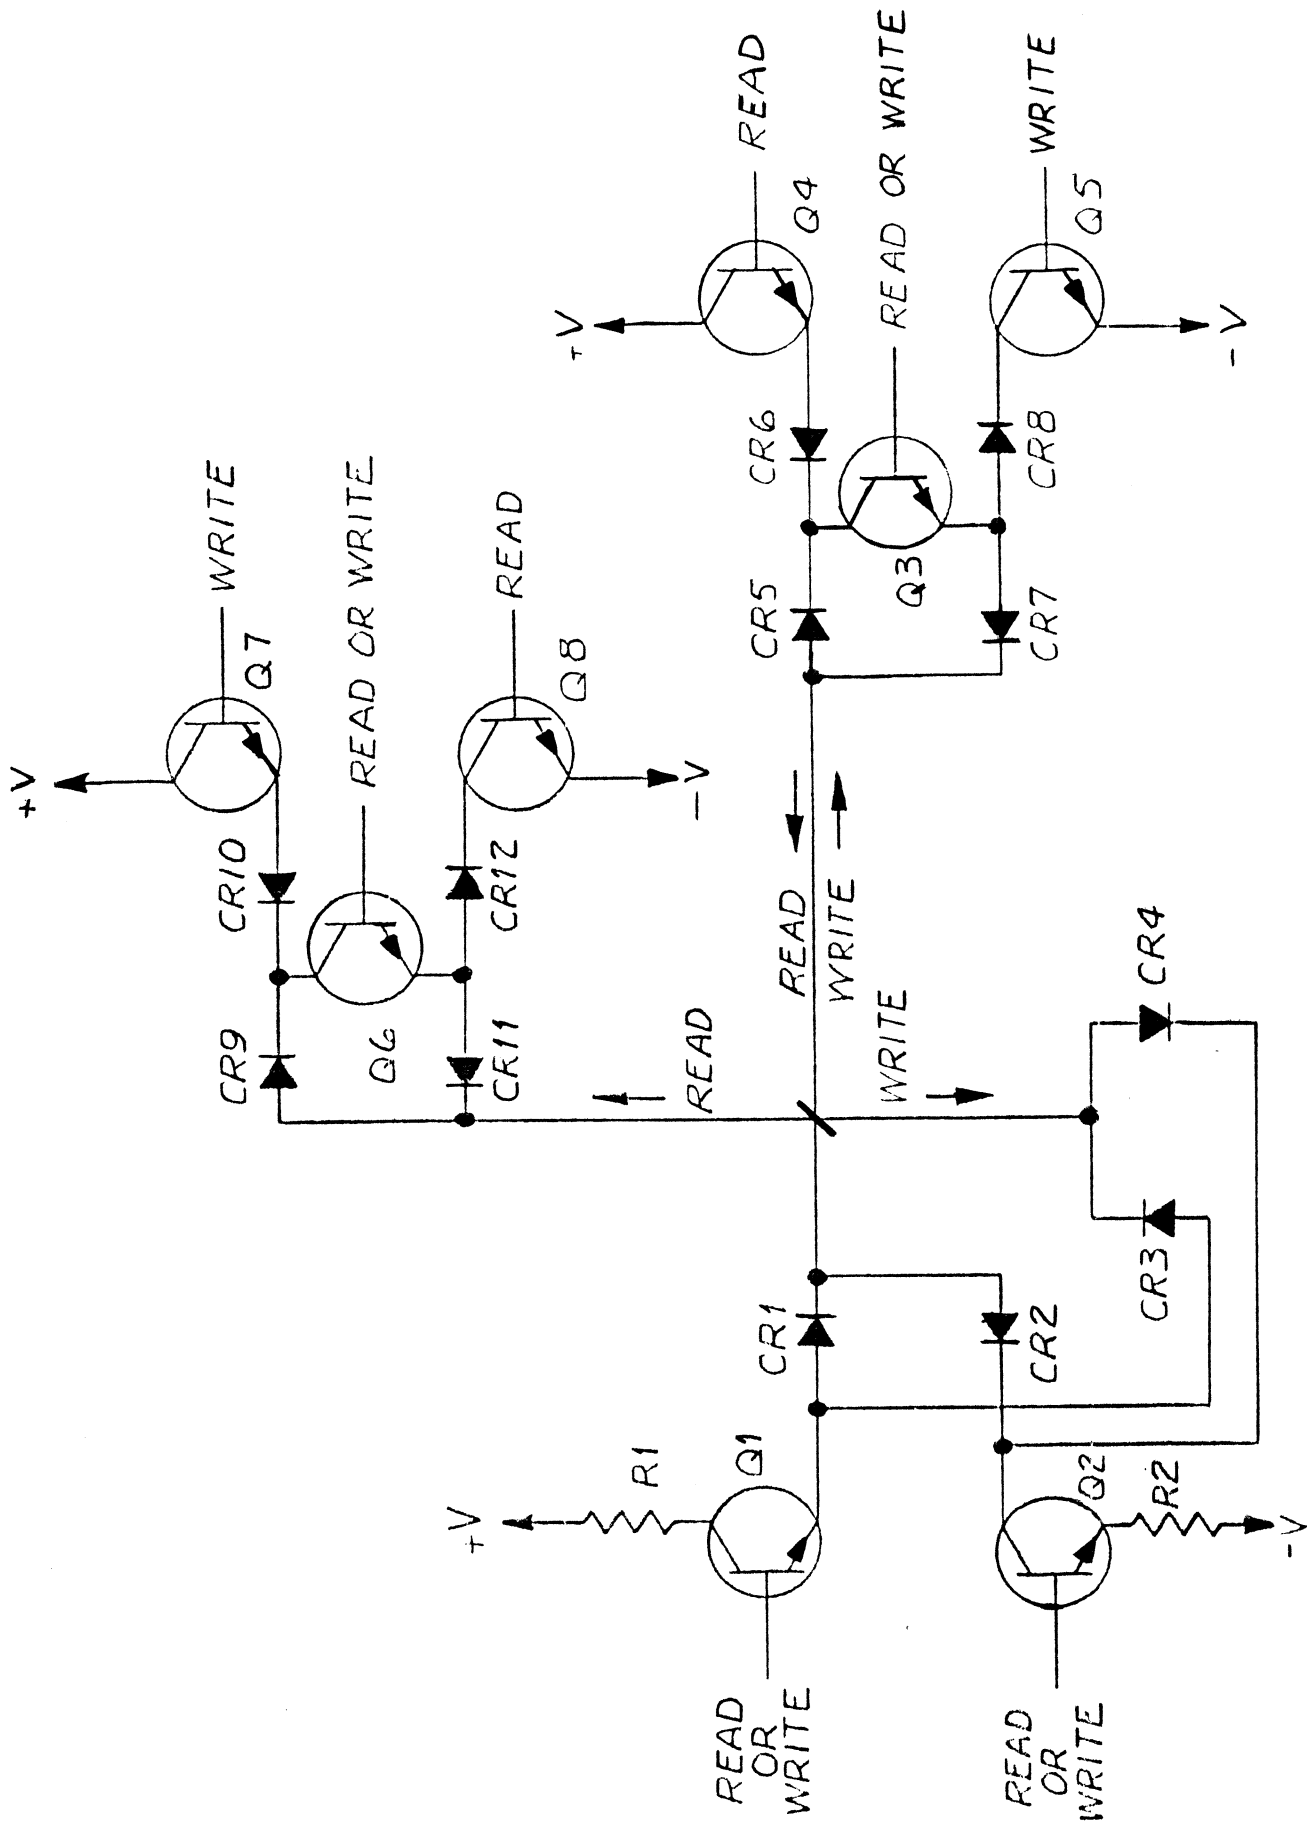 +V
WRITE
Q7
CR10
READ OR WRITE
CR9
Q6
READ
Q8
CR12
CR11
-V
READ
+V
READ
Q4
CR6
READ OR WRITE
CR5
Q3
WRITE
Q5
CR8
CR7
-V
READ
WRITE
WRITE
CR4
CR3
CR1
CR2
+V
R1
Q1
Q2
R2
-V
READ
OR
WRITE
READ
OR
WRITE